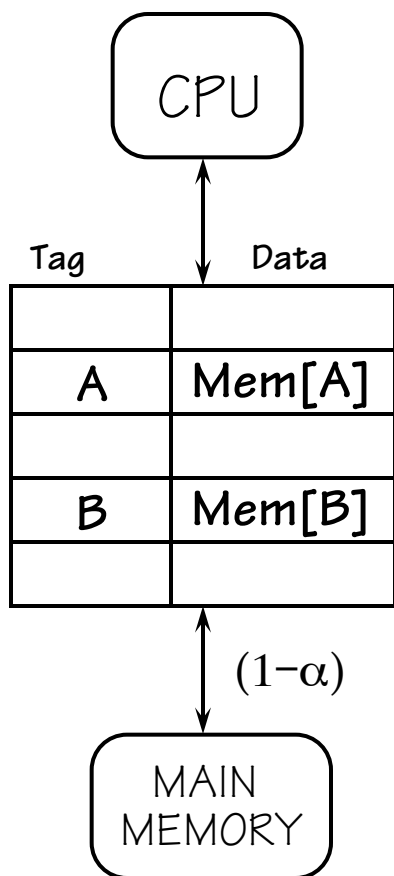 CPU
Tag Data
A Mem[A]
B Mem[B]
(1-α)
MAIN
MEMORY